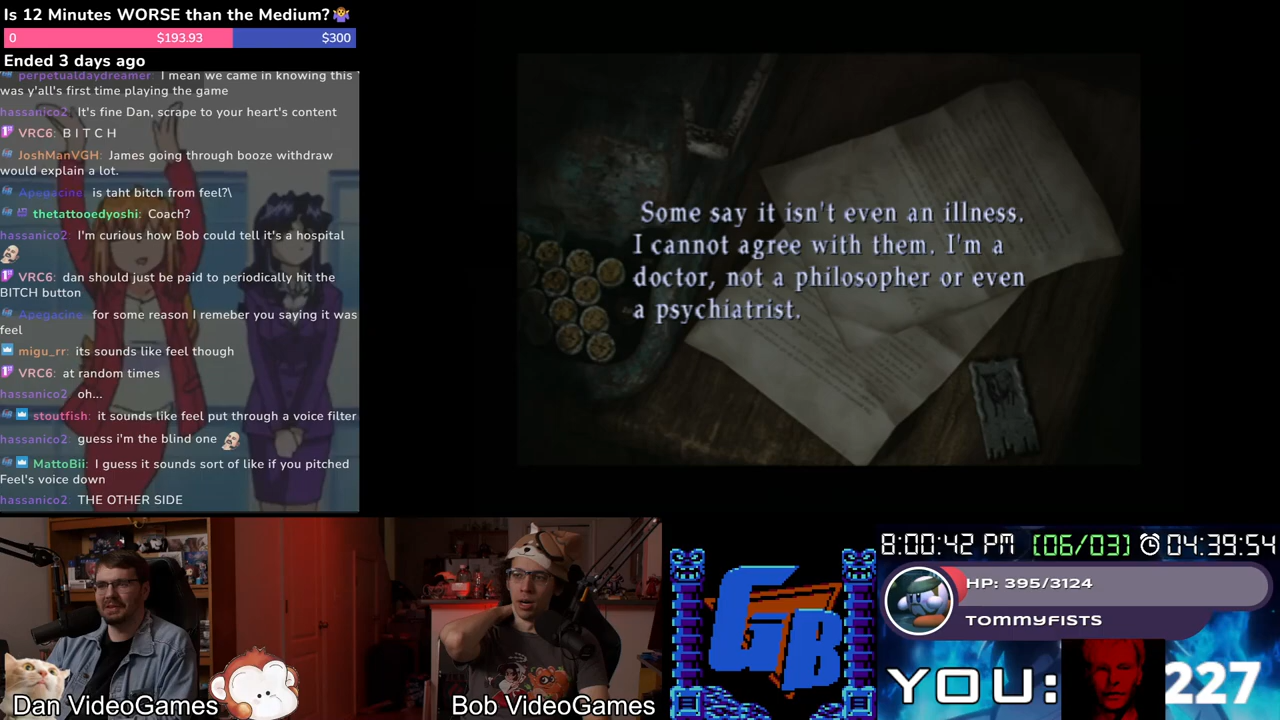 Is 12 Minutes WORSE than the Medium?🤷‍♀️
0 $193.93 $300
Ended 3 days ago
perpetualdaydreamer: I mean we came in knowing this
was y'all's first time playing the game
hassanico2: It's fine Dan, scrape to your heart's content
VRC6: B I T C H
JoshManVGH: James going through booze withdraw
would explain a lot.
Apegacine: is taht bitch from feel?\
thetattooedyoshi: Coach?
hassanico2: I'm curious how Bob could tell it's a hospital
VRC6: dan should just be paid to periodically hit the
BITCH button
Apegacine: for some reason I remeber you saying it was
feel
migu_rr: its sounds like feel though
VRC6: at random times
hassanico2: oh...
stoutfish: it sounds like feel put through a voice filter
hassanico2: guess i'm the blind one
MattoBii: I guess it sounds sort of like if you pitched
Feel's voice down
hassanico2: THE OTHER SIDE
Some say it isn't even an illness.
I cannot agree with them. I'm a
doctor, not a philosopher or even
a psychiatrist.
Dan VideoGames
Bob VideoGames
GB
8:00:42 PM [06/03] 04:39:54
HP: 395/3124
TOMMYFISTS
YOU: 227